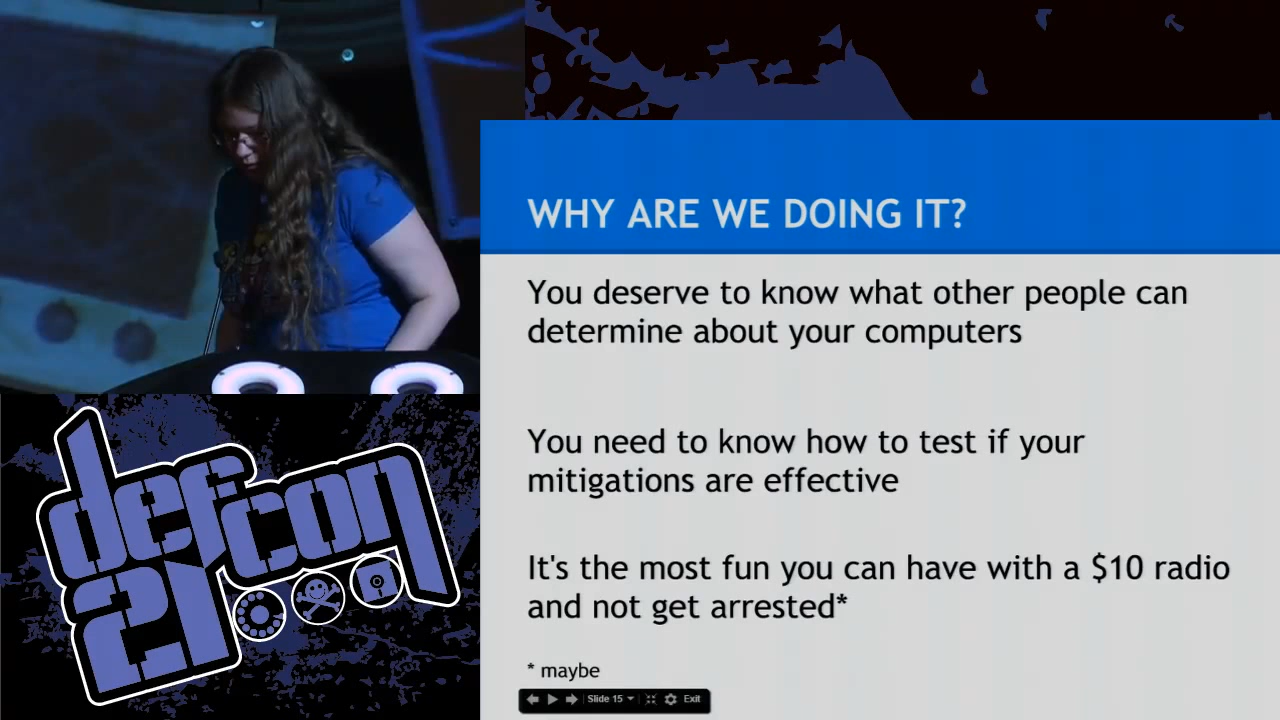 WHY ARE WE DOING IT?
You deserve to know what other people can
determine about your computers
You need to know how to test if your
mitigations are effective
It's the most fun you can have with a $10 radio
and not get arrested*
* maybe
Slide 15
Exit
defcon
21